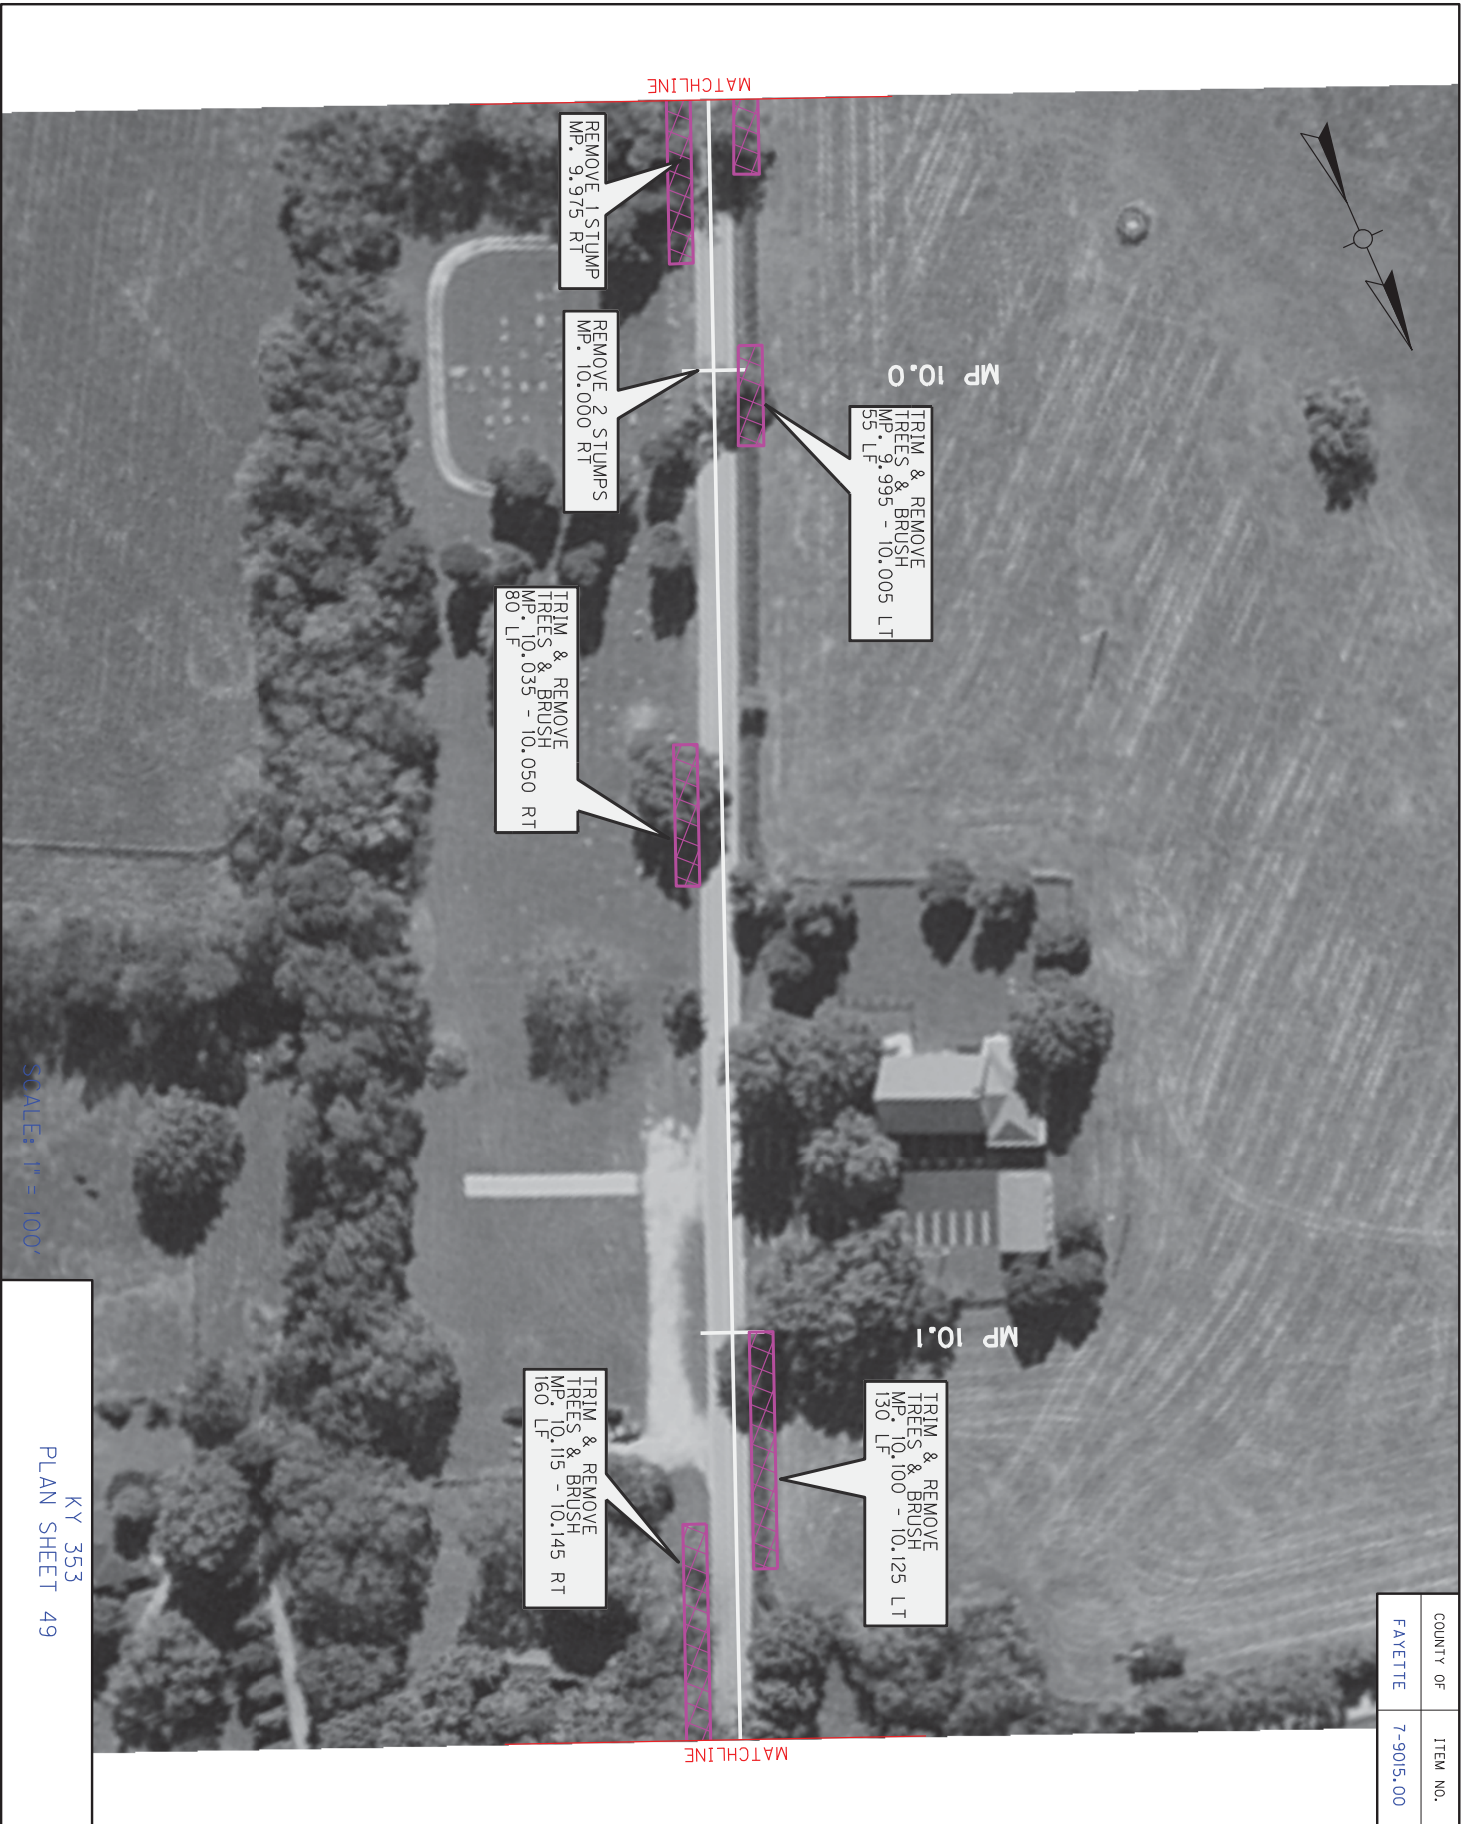 COUNTY OF
ITEM NO.
FAYETTE
7-9015.00
MATCHLINE
MP 10.0
MP 10.1
TRIM & REMOVE
TREES & BRUSH
MP. 9.995 - 10.005 LT
55 LF
TRIM & REMOVE
TREES & BRUSH
MP. 10.100 - 10.125 LT
130 LF
REMOVE 1 STUMP
MP. 9.975 RT
REMOVE 2 STUMPS
MP. 10.000 RT
TRIM & REMOVE
TREES & BRUSH
MP. 10.035 - 10.050 RT
80 LF
TRIM & REMOVE
TREES & BRUSH
MP. 10.115 - 10.145 RT
160 LF
MATCHLINE
SCALE: 1" = 100'
KY 353
PLAN SHEET 49